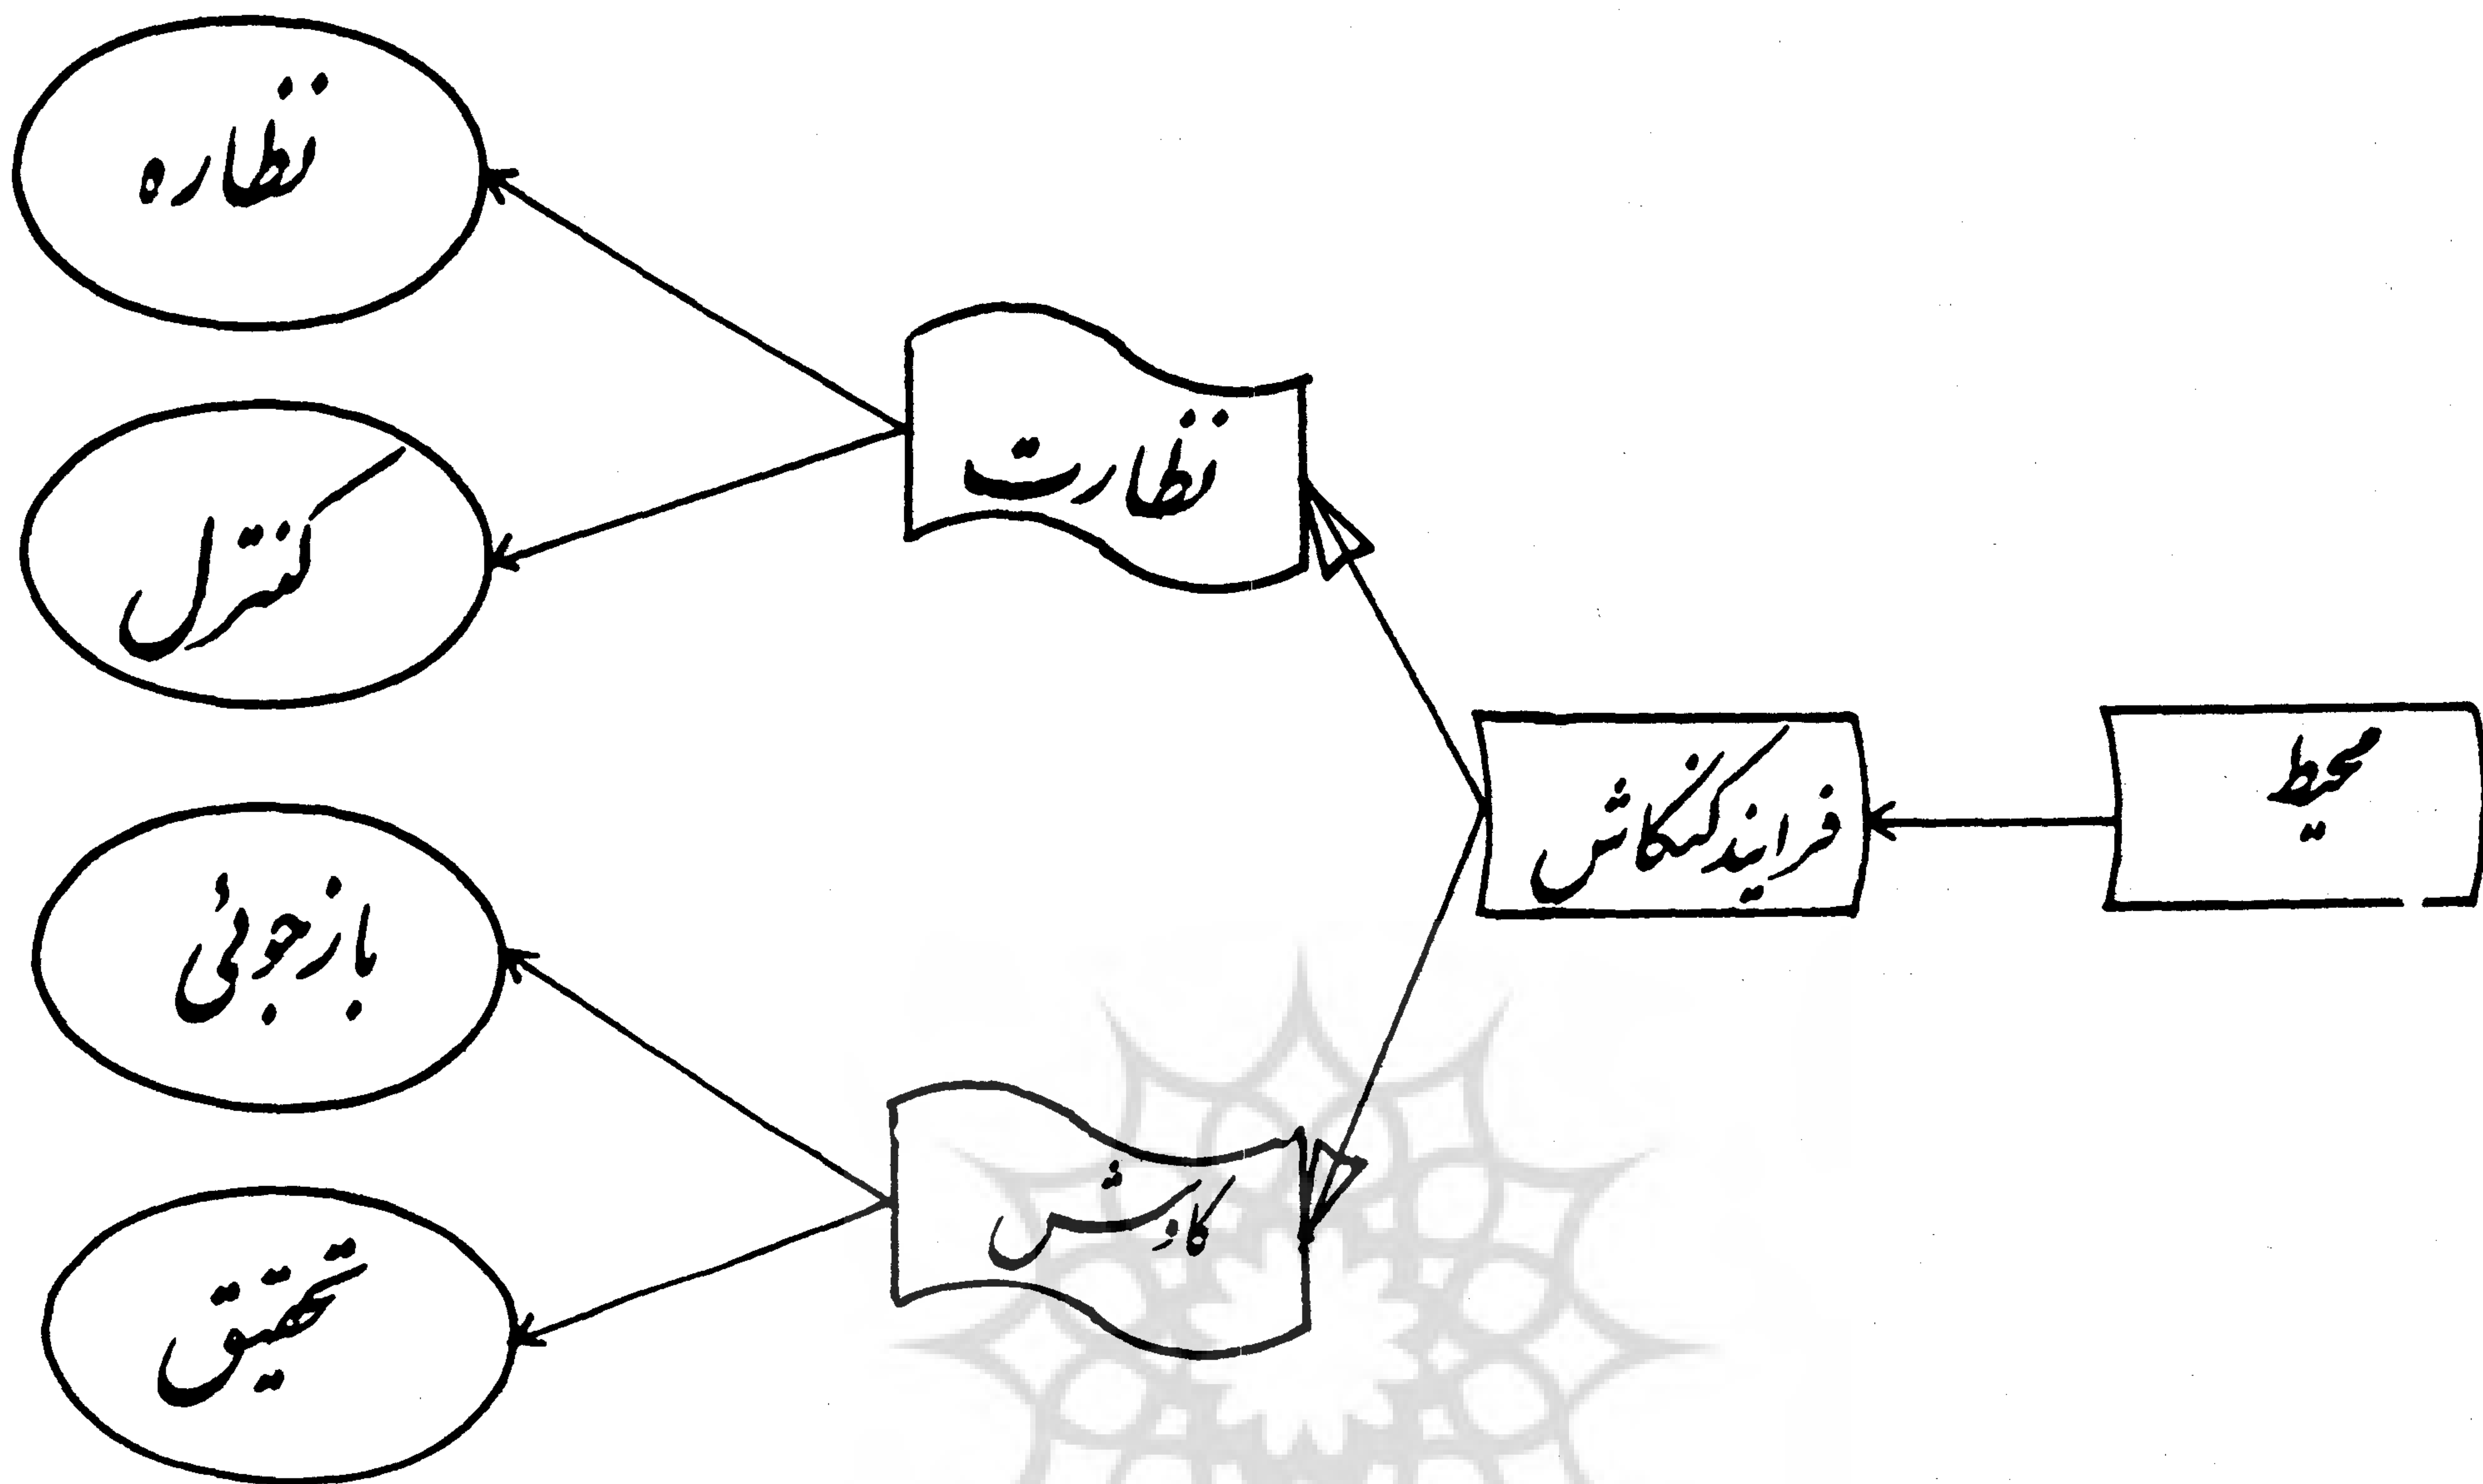 محیط
فرایند کنکاش
نظارت
نظاره
کنترل
کاوش
بازجوئی
تحقیق